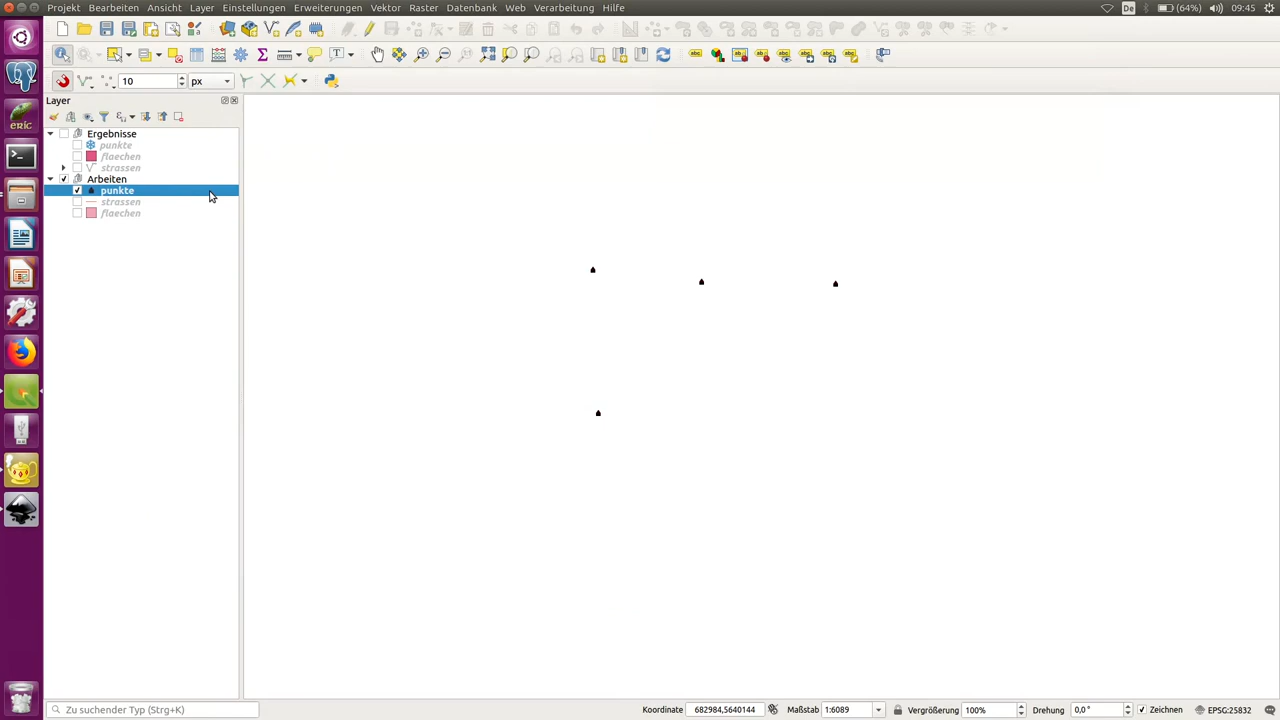 Projekt Bearbeiten Ansicht Layer Einstellungen Erweiterungen Vektor Raster Datenbank Web Verarbeitung Hilfe
De (64%) 09:45
10 px
Layer
Ergebnisse
punkte
flaechen
strassen
Arbeiten
punkte
strassen
flaechen
eric
Zu suchender Typ (Strg+K) Koordinate 682984,5640144 Maßstab 1:6089 Vergrößerung 100% Drehung 0,0 ° Zeichnen EPSG:25832